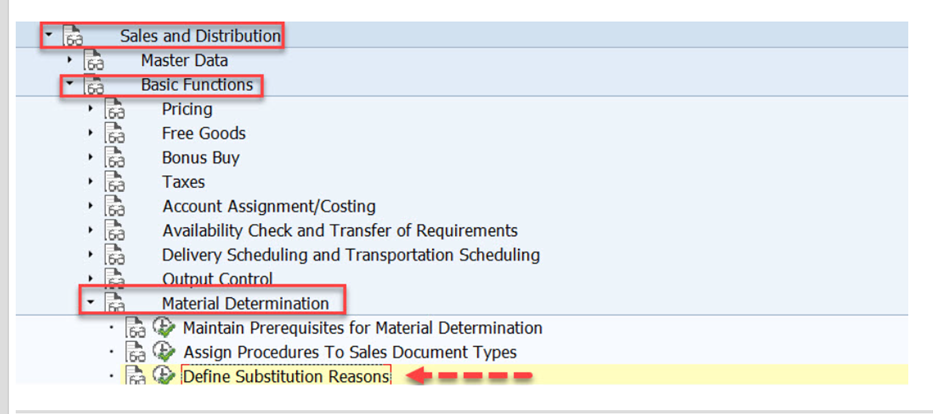 Sales and Distribution
Master Data
Basic Functions
Pricing
Free Goods
Bonus Buy
Taxes
Account Assignment/Costing
Availability Check and Transfer of Requirements
Delivery Scheduling and Transportation Scheduling
Output Control
Material Determination
Maintain Prerequisites for Material Determination
Assign Procedures To Sales Document Types
Define Substitution Reasons